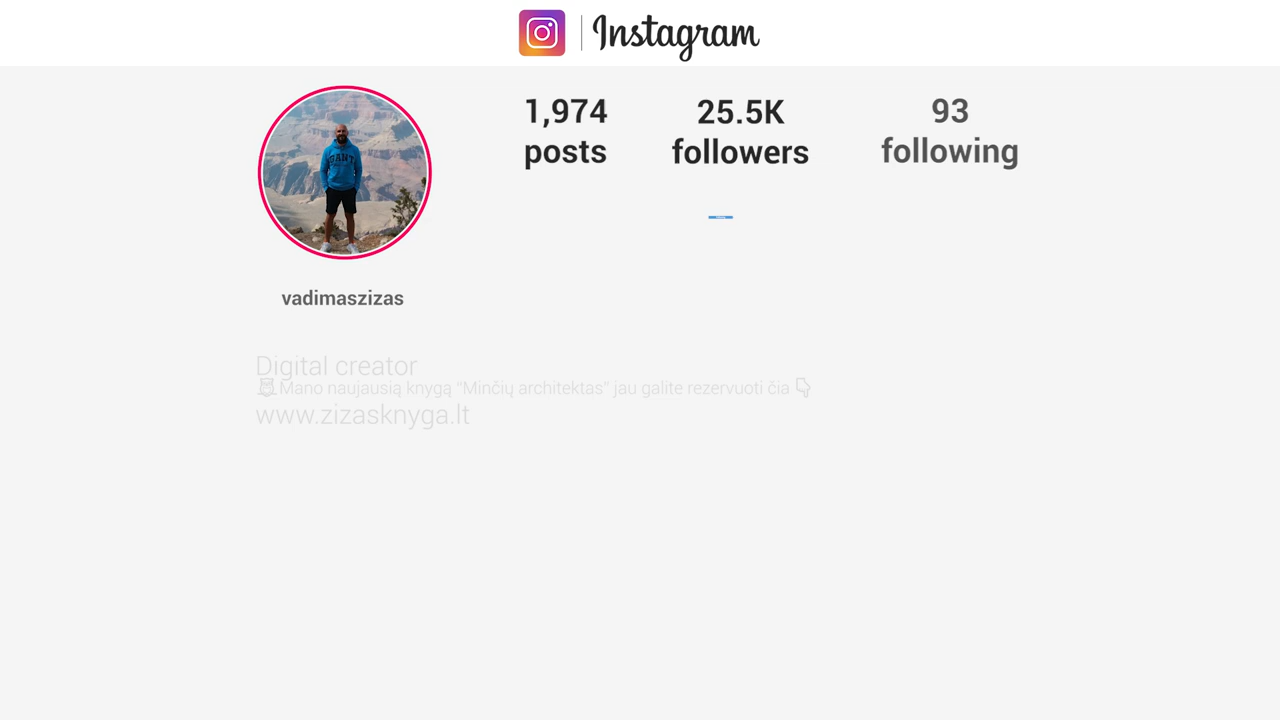 Instagram
1,974
posts
25.5K
followers
93
following
GANT
vadimaszizas
Digital creator
Mano naujausią knygą “Minčių architektas” jau galite rezervuoti čia
www.zizasknyga.lt